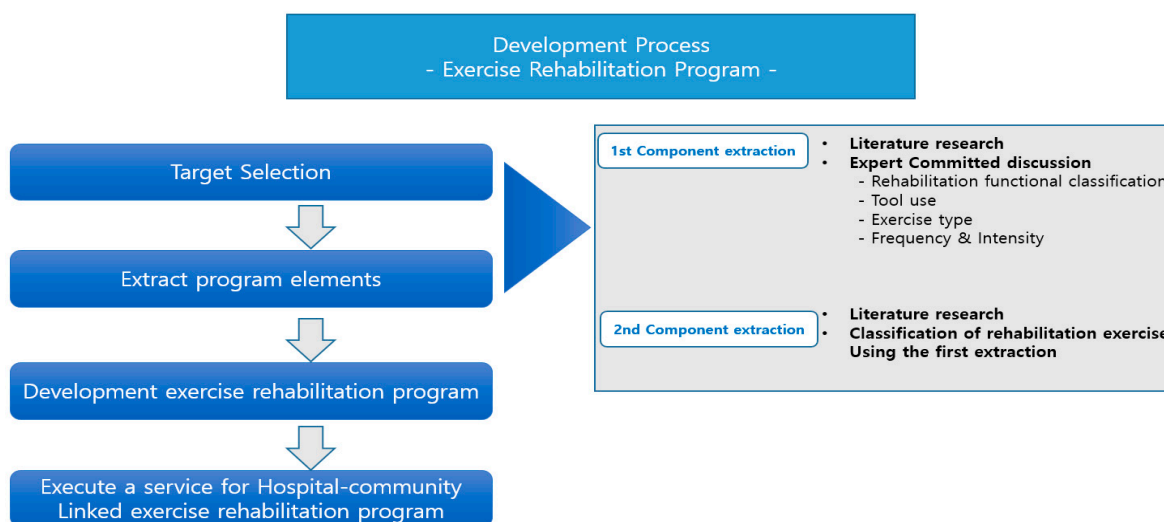 Development Process
- Exercise Rehabilitation Program -
Target Selection
Extract program elements
Development exercise rehabilitation program
Execute a service for Hospital-community
Linked exercise rehabilitation program
1st Component extraction
• Literature research
• Expert Committed discussion
- Rehabilitation functional classification
- Tool use
- Exercise type
- Frequency & Intensity
2nd Component extraction
• Literature research
• Classification of rehabilitation exercise
Using the first extraction